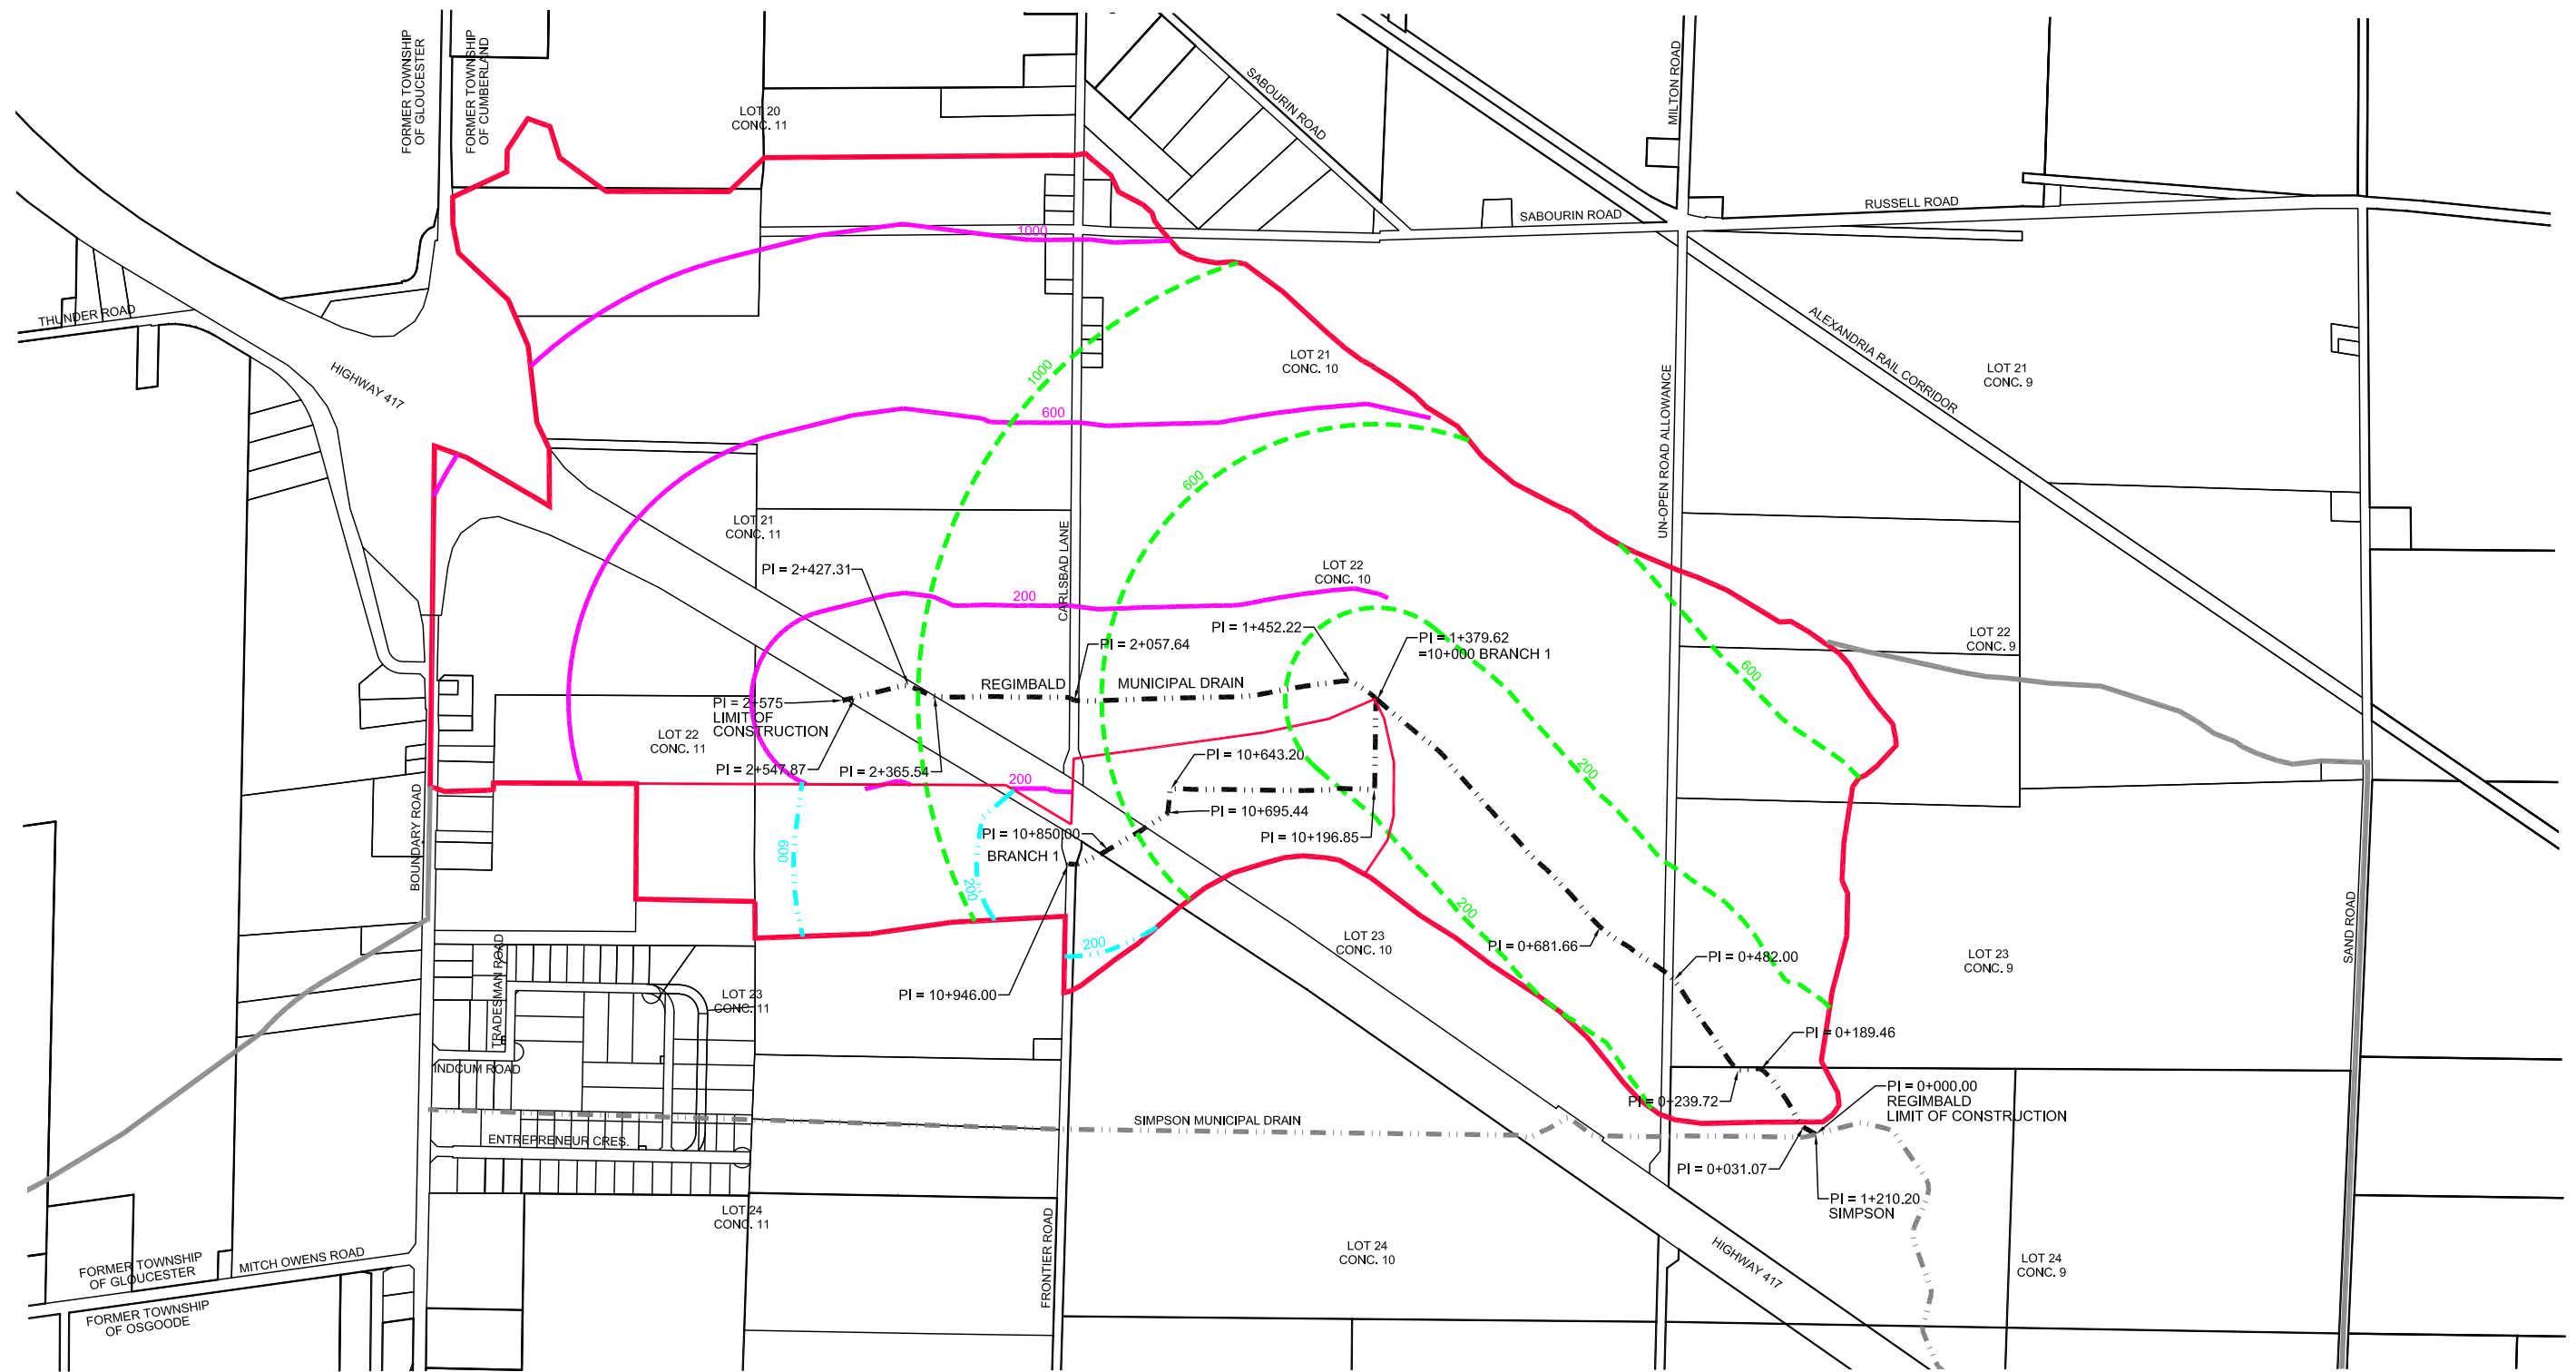 FORMER TOWNSHIP
OF GLOUCESTER
FORMER TOWNSHIP
OF CUMBERLAND
LOT 20
CONC. 11
SABOURIN ROAD
MILTON ROAD
SABOURIN ROAD
RUSSELL ROAD
1000
THUNDER ROAD
HIGHWAY 417
1000
LOT 21
CONC. 10
ALEXANDRIA RAIL CORRIDOR
LOT 21
CONC. 9
600
600
UN-OPEN ROAD ALLOWANCE
LOT 21
CONC. 11
CARLSBAD LANE
PI = 2+427.31
LOT 22
CONC. 10
200
PI = 1+452.22
PI = 1+379.62
=10+000 BRANCH 1
PI = 2+057.64
LOT 22
CONC. 9
600
REGIMBALD
MUNICIPAL DRAIN
PI = 2+575
LIMIT OF
CONSTRUCTION
LOT 22
CONC. 11
PI = 2+547.87
PI = 2+365.54
200
PI = 10+643.20
200
PI = 10+695.44
PI = 10+196.85
PI = 10+850.00
BRANCH 1
600
200
BOUNDARY ROAD
200
200
LOT 23
CONC. 10
PI = 0+681.66
PI = 0+482.00
LOT 23
CONC. 9
SAND ROAD
TRADESMAN ROAD
LOT 23
CONC. 11
PI = 10+946.00
PI = 0+189.46
INDCUM ROAD
PI = 0+239.72
PI = 0+000.00
REGIMBALD
LIMIT OF CONSTRUCTION
SIMPSON MUNICIPAL DRAIN
ENTREPRENEUR CRES.
PI = 0+031.07
PI = 1+210.20
SIMPSON
LOT 24
CONC. 11
FRONTIER ROAD
LOT 24
CONC. 10
HIGHWAY 417
LOT 24
CONC. 9
FORMER TOWNSHIP
OF GLOUCESTER
MITCH OWENS ROAD
FORMER TOWNSHIP
OF OSGOODE